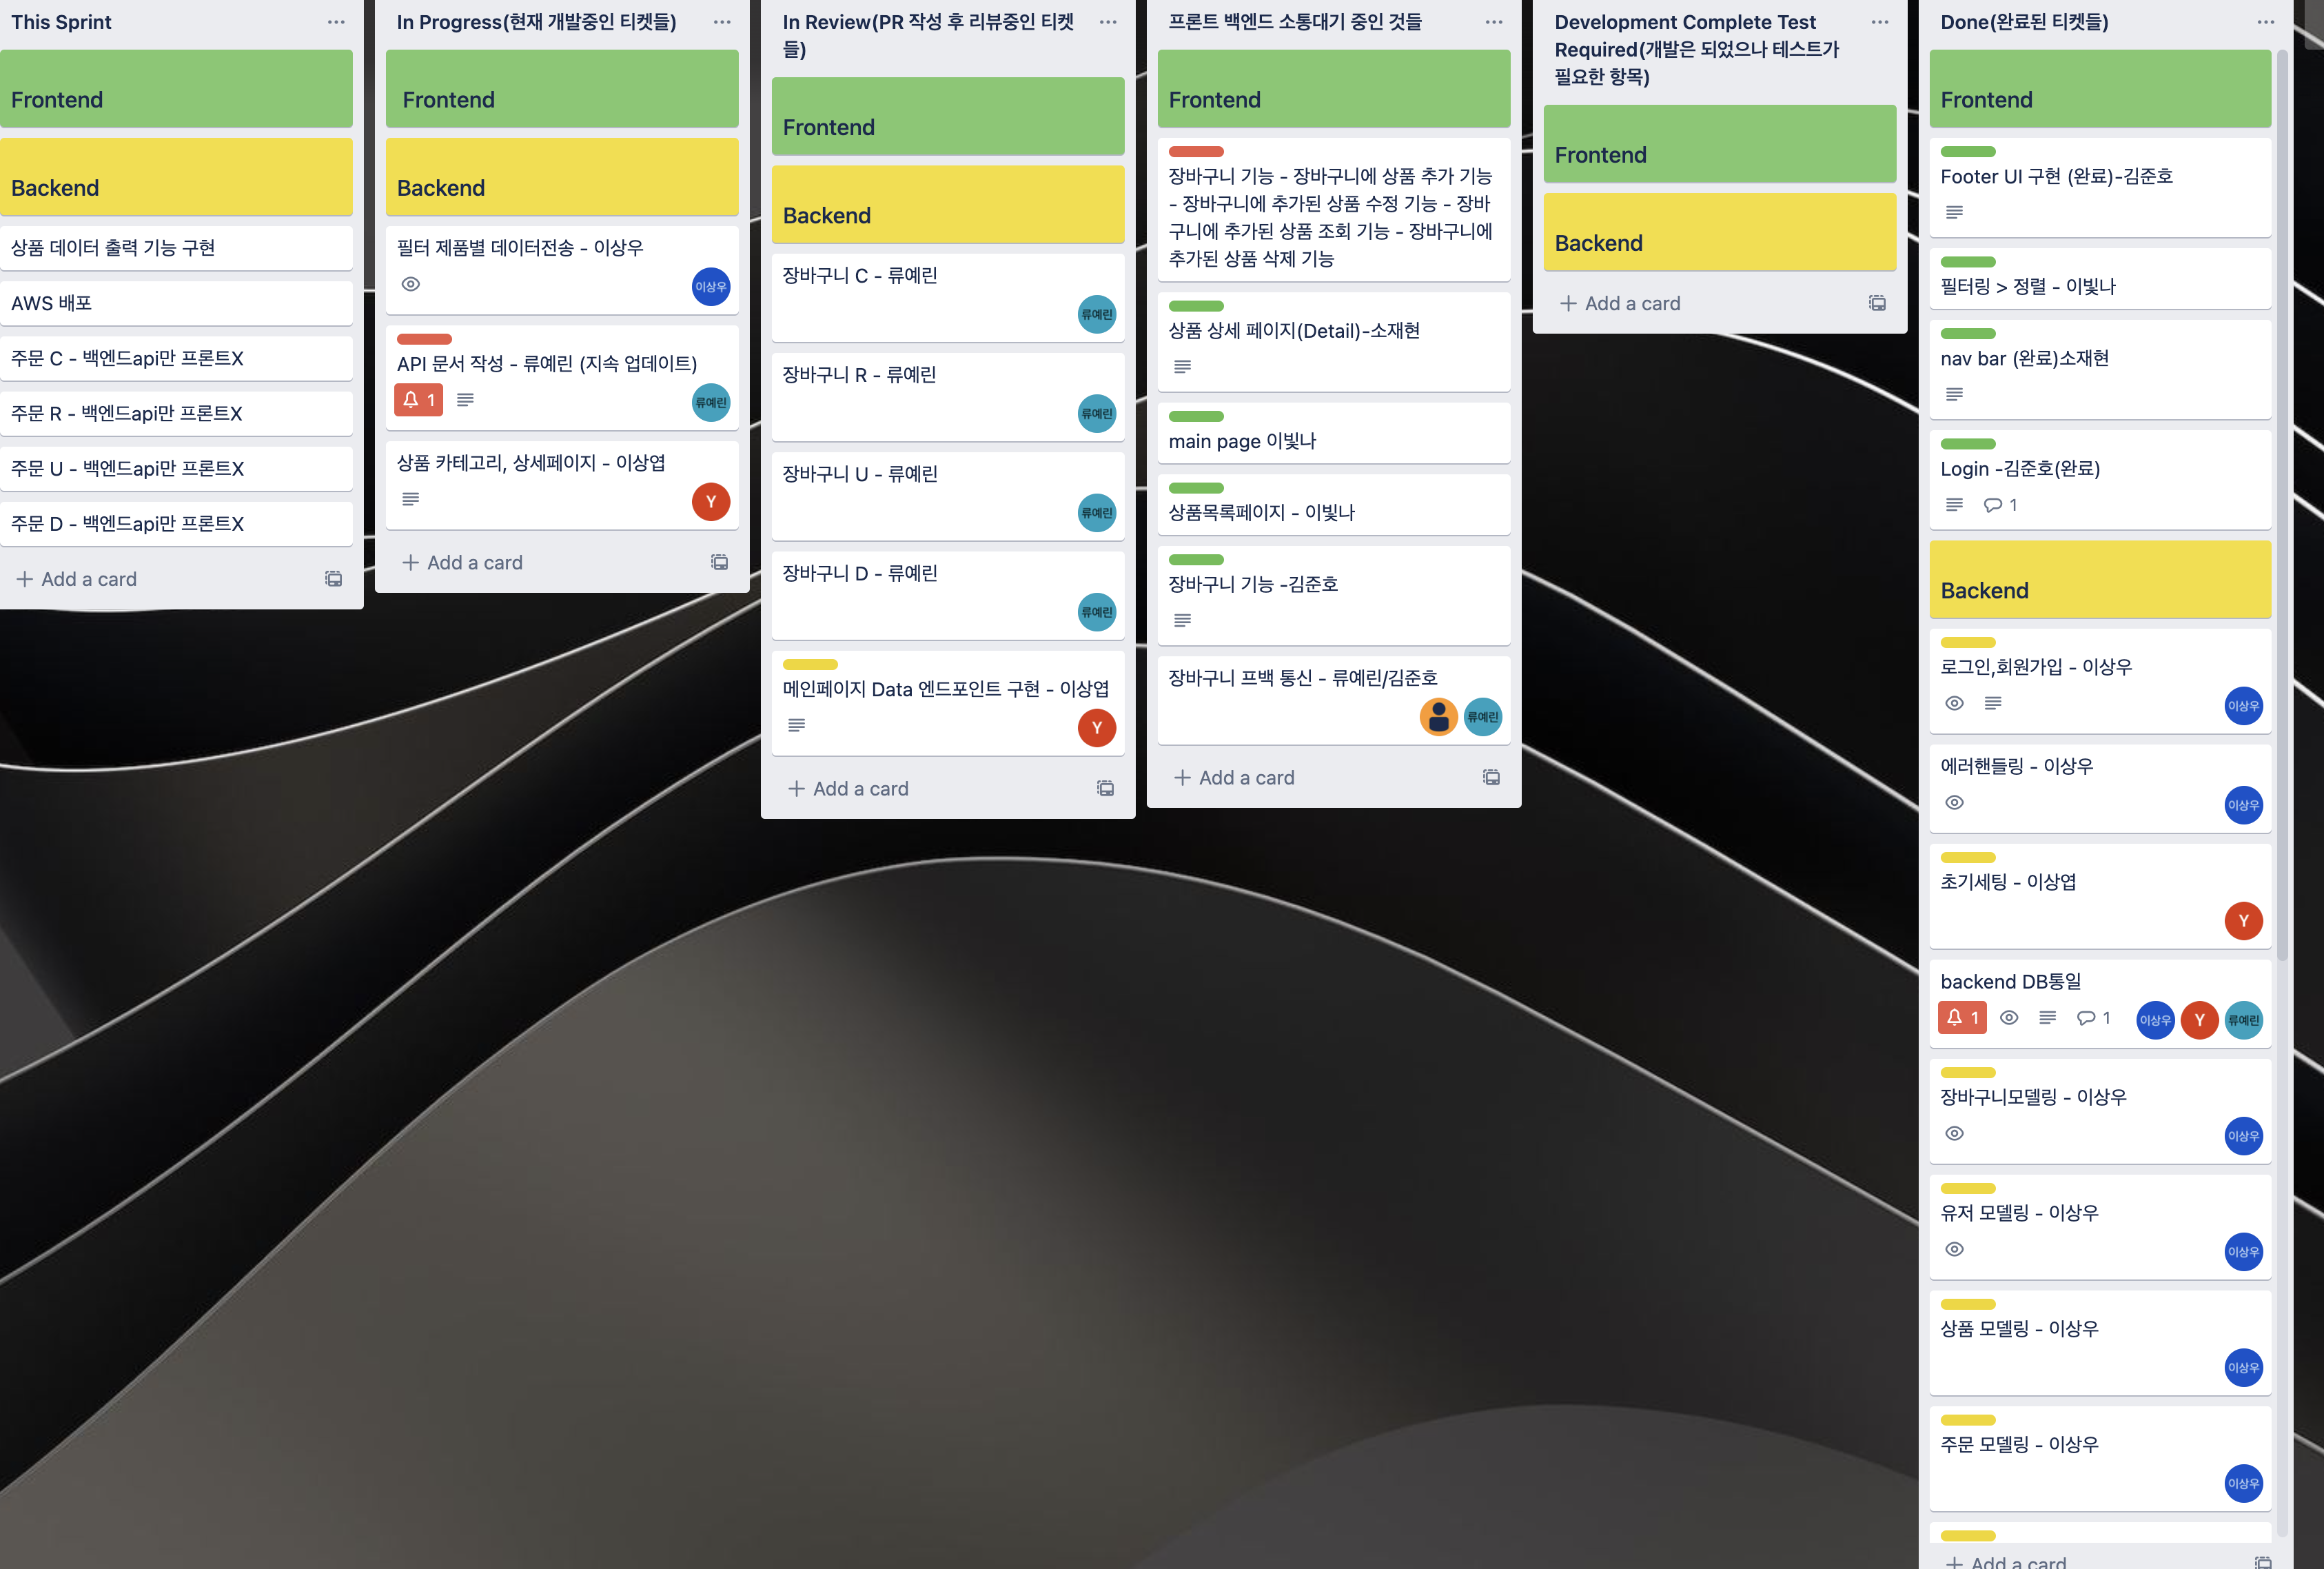 This Sprint
Frontend
Backend
상품 데이터 출력 기능 구현
AWS 배포
주문 C - 백엔드api만 프론트X
주문 R - 백엔드api만 프론트X
주문 U - 백엔드api만 프론트X
주문 D - 백엔드api만 프론트X
Add a card
In Progress(현재 개발중인 티켓들)
Frontend
Backend
필터 제품별 데이터전송 - 이상우
이상우
API 문서 작성 - 류예린 (지속 업데이트)
1
류예린
상품 카테고리, 상세페이지 - 이상엽
Y
Add a card
In Review(PR 작성 후 리뷰중인 티켓
들)
Frontend
Backend
장바구니 C - 류예린
류예린
장바구니 R - 류예린
류예린
장바구니 U - 류예린
류예린
장바구니 D - 류예린
류예린
메인페이지 Data 엔드포인트 구현 - 이상엽
Y
Add a card
프론트 백엔드 소통대기 중인 것들
Frontend
장바구니 기능 - 장바구니에 상품 추가 기능
- 장바구니에 추가된 상품 수정 기능 - 장바
구니에 추가된 상품 조회 기능 - 장바구니에
추가된 상품 삭제 기능
상품 상세 페이지(Detail)-소재현
main page 이빛나
상품목록페이지 - 이빛나
장바구니 기능 -김준호
장바구니 프백 통신 - 류예린/김준호
류예린
Add a card
Development Complete Test
Required(개발은 되었으나 테스트가
필요한 항목)
Frontend
Backend
Add a card
Done(완료된 티켓들)
Frontend
Footer UI 구현 (완료)-김준호
필터링 > 정렬 - 이빛나
nav bar (완료)소재현
Login -김준호(완료)
1
Backend
로그인,회원가입 - 이상우
이상우
에러핸들링 - 이상우
이상우
초기세팅 - 이상엽
Y
backend DB통일
1 1 이상우 Y 류예린
장바구니모델링 - 이상우
이상우
유저 모델링 - 이상우
이상우
상품 모델링 - 이상우
이상우
주문 모델링 - 이상우
이상우
Add a card